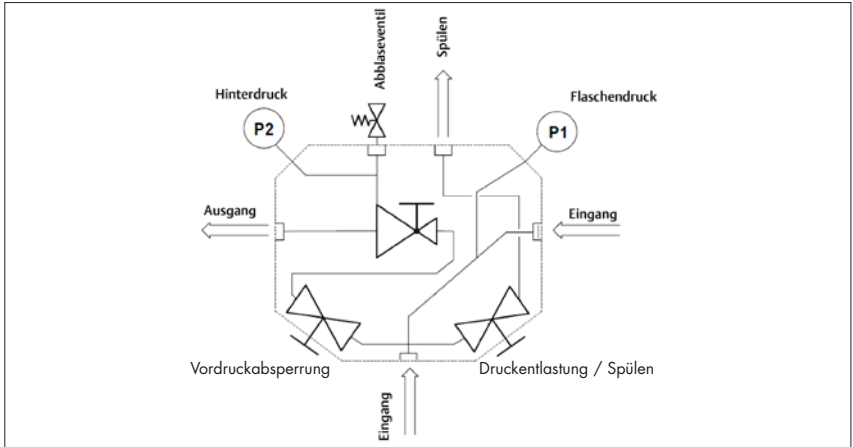 Abblaseventil
Spülen
Hinterdruck
Flaschendruck
P2
P1
Ausgang
Eingang
Vordruckabsperrung
Druckentlastung / Spülen
Eingang